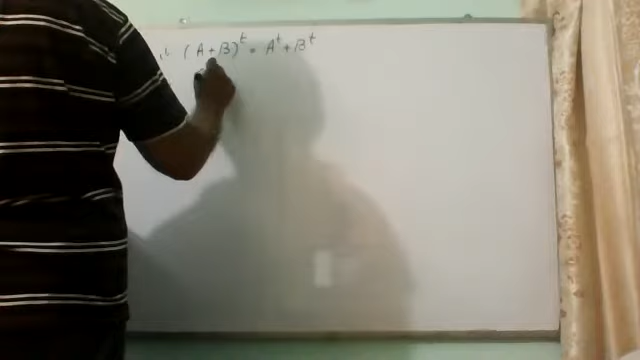 (A+B)^t = A^t + B^t